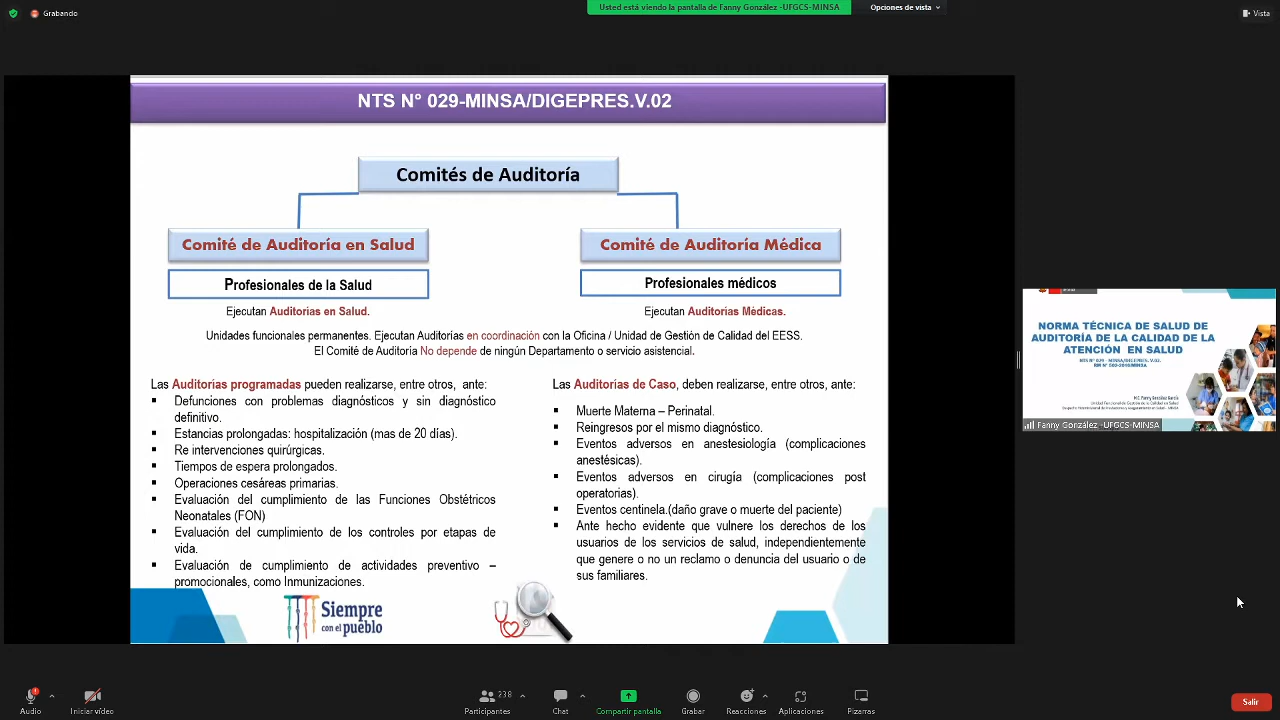 Grabando
Usted está viendo la pantalla de Fanny González -UFGCS-MINSA
Opciones de vista
Vista
NTS N° 029-MINSA/DIGEPRES.V.02
Comités de Auditoría
Comité de Auditoría en Salud
Comité de Auditoría Médica
Profesionales de la Salud
Profesionales médicos
Ejecutan Auditorias en Salud.
Ejecutan Auditorias Médicas.
Unidades funcionales permanentes. Ejecutan Auditorías en coordinación con la Oficina / Unidad de Gestión de Calidad del EESS.
El Comité de Auditoría No depende de ningún Departamento o servicio asistencial.
Las Auditorías programadas pueden realizarse, entre otros, ante:
▪ Defunciones con problemas diagnósticos y sin diagnóstico
definitivo.
▪ Estancias prolongadas: hospitalización (mas de 20 días).
▪ Re intervenciones quirúrgicas.
▪ Tiempos de espera prolongados.
▪ Operaciones cesáreas primarias.
▪ Evaluación del cumplimiento de las Funciones Obstétricos
Neonatales (FON)
▪ Evaluación del cumplimiento de los controles por etapas de
vida.
▪ Evaluación de cumplimiento de actividades preventivo –
promocionales, como Inmunizaciones.
Las Auditorías de Caso, deben realizarse, entre otros, ante:
▪ Muerte Materna – Perinatal.
▪ Reingresos por el mismo diagnóstico.
▪ Eventos adversos en anestesiología (complicaciones
anestésicas).
▪ Eventos adversos en cirugía (complicaciones post
operatorias).
▪ Eventos centinela.(daño grave o muerte del paciente)
▪ Ante hecho evidente que vulnere los derechos de los
usuarios de los servicios de salud, independientemente
que genere o no un reclamo o denuncia del usuario o de
sus familiares.
Siempre
con el pueblo
NORMA TÉCNICA DE SALUD DE
AUDITORÍA DE LA CALIDAD DE LA
ATENCIÓN EN SALUD
NTS N° 029 - MINSA/DIGEPRES.V.02.
Fanny González -UFGCS-MINSA
Audio
Iniciar video
Participantes
238
Chat
Compartir pantalla
Grabar
Reacciones
Aplicaciones
Pizarras
Salir